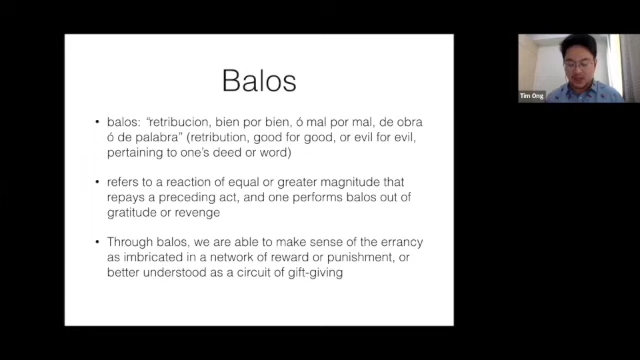 Balos
• balos: “retribucion, bien por bien, ó mal por mal, de obra
ó de palabra” (retribution, good for good, or evil for evil,
pertaining to one's deed or word)
• refers to a reaction of equal or greater magnitude that
repays a preceding act, and one performs balos out of
gratitude or revenge
• Through balos, we are able to make sense of the errancy
as imbricated in a network of reward or punishment, or
better understood as a circuit of gift-giving
Tim Ong